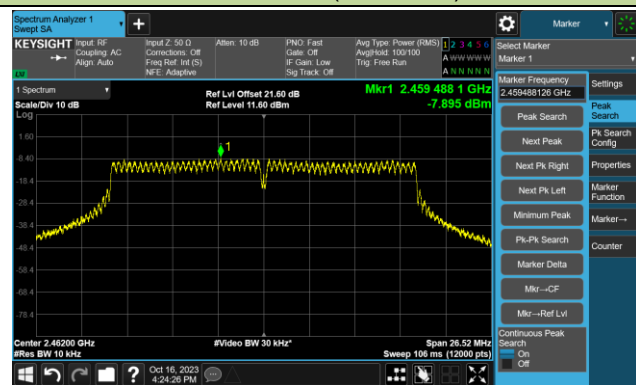 Spectrum Analyzer 1
Swept SA
Marker
KEYSIGHT
Input: RF
Coupling: AC
Align: Auto
Input Z: 50 Ω
Corrections: Off
Freq Ref: Int (S)
NFE: Adaptive
Atten: 10 dB
PNO: Fast
Gate: Off
IF Gain: Low
Sig Track: Off
Avg Type: Power (RMS)
Avg|Hold: 100/100
Trig: Free Run
1 2 3 4 5 6
A W W W W W
A N N N N N
LW
Select Marker
Marker 1
1 Spectrum
Scale/Div 10 dB
Log
Ref Lvl Offset 21.60 dB
Ref Level 11.60 dBm
Mkr1 2.459 488 1 GHz
-7.895 dBm
1
1.60
-8.40
-18.4
-28.4
-38.4
-48.4
-58.4
-68.4
-78.4
Center 2.46200 GHz
#Res BW 10 kHz
#Video BW 30 kHz*
Span 26.52 MHz
Sweep 106 ms (12000 pts)
Marker Frequency
2.459488126 GHz
Peak Search
Next Peak
Next Pk Right
Next Pk Left
Minimum Peak
Pk-Pk Search
Marker Delta
Mkr→CF
Mkr→Ref Lvl
Continuous Peak
Search
On
Off
Settings
Peak
Search
Pk Search
Config
Properties
Marker
Function
Marker→
Counter
Oct 16, 2023
4:24:26 PM